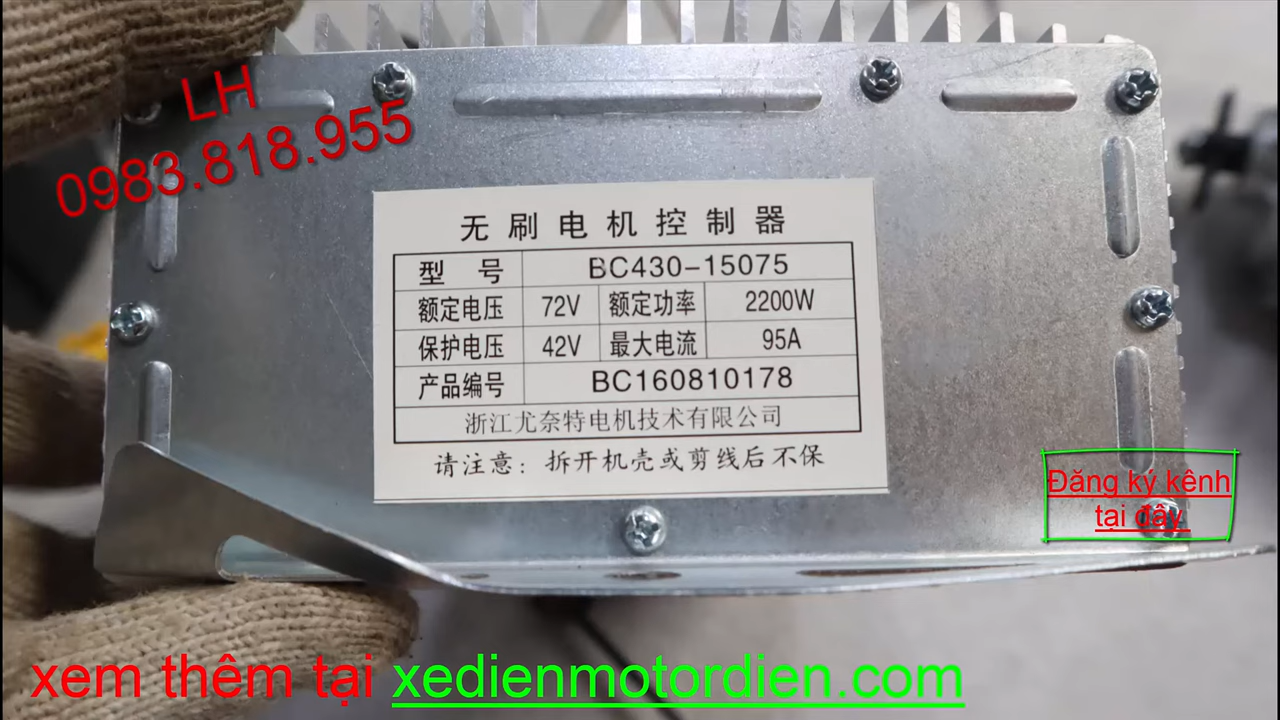 LH
0983.818.955
无刷电机控制器
型 号 BC430-15075
额定电压 72V 额定功率 2200W
保护电压 42V 最大电流 95A
产品编号 BC160810178
浙江尤奈特电机技术有限公司
请注意：拆开机壳或剪线后不保
Đăng ký kênh
tại đây
xem thêm tại xedienmotordien.com